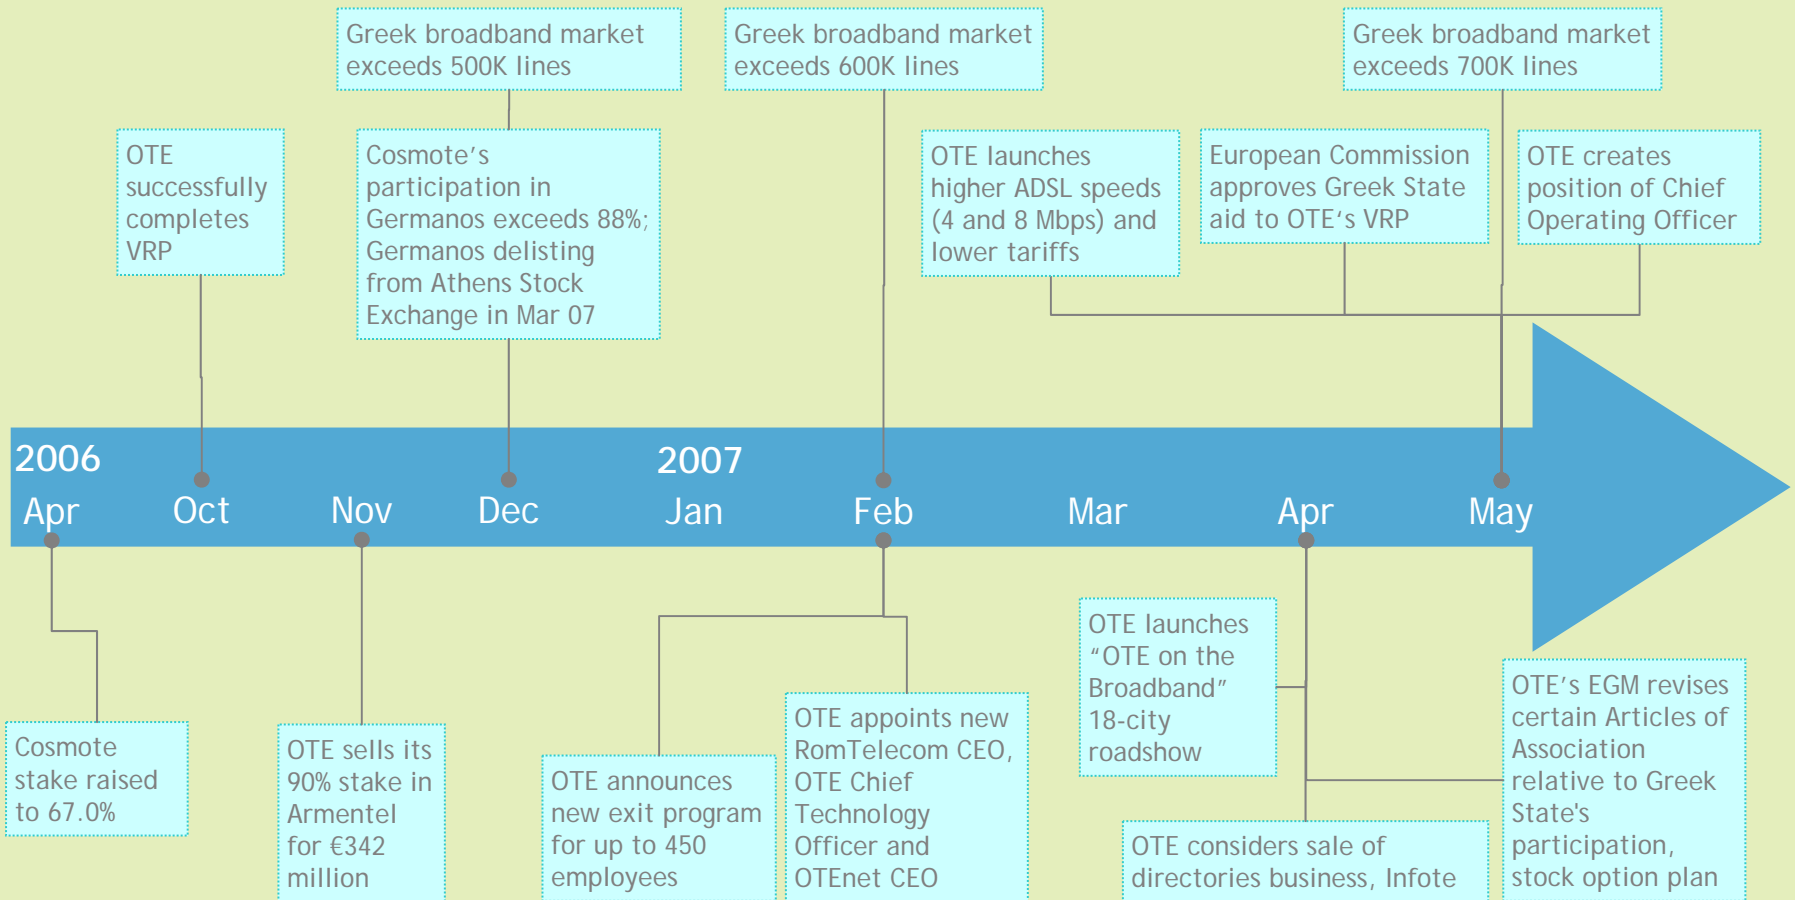 Greek broadband market
exceeds 500K lines
Greek broadband market
exceeds 600K lines
Greek broadband market
exceeds 700K lines
OTE
successfully
completes
VRP
Cosmote's
participation in
Germanos exceeds 88%;
Germanos delisting
from Athens Stock
Exchange in Mar 07
OTE launches
higher ADSL speeds
(4 and 8 Mbps) and
lower tariffs
European Commission
approves Greek State
aid to OTE‘s VRP
OTE creates
position of Chief
Operating Officer
2006
2007
Apr
Oct
Nov
Dec
Jan
Feb
Mar
Apr
May
Cosmote
stake raised
to 67.0%
OTE sells its
90% stake in
Armentel
for €342
million
OTE announces
new exit program
for up to 450
employees
OTE appoints new
RomTelecom CEO,
OTE Chief
Technology
Officer and
OTEnet CEO
OTE launches
“OTE on the
Broadband”
18-city
roadshow
OTE considers sale of
directories business, Infote
OTE’s EGM revises
certain Articles of
Association
relative to Greek
State's
participation,
stock option plan